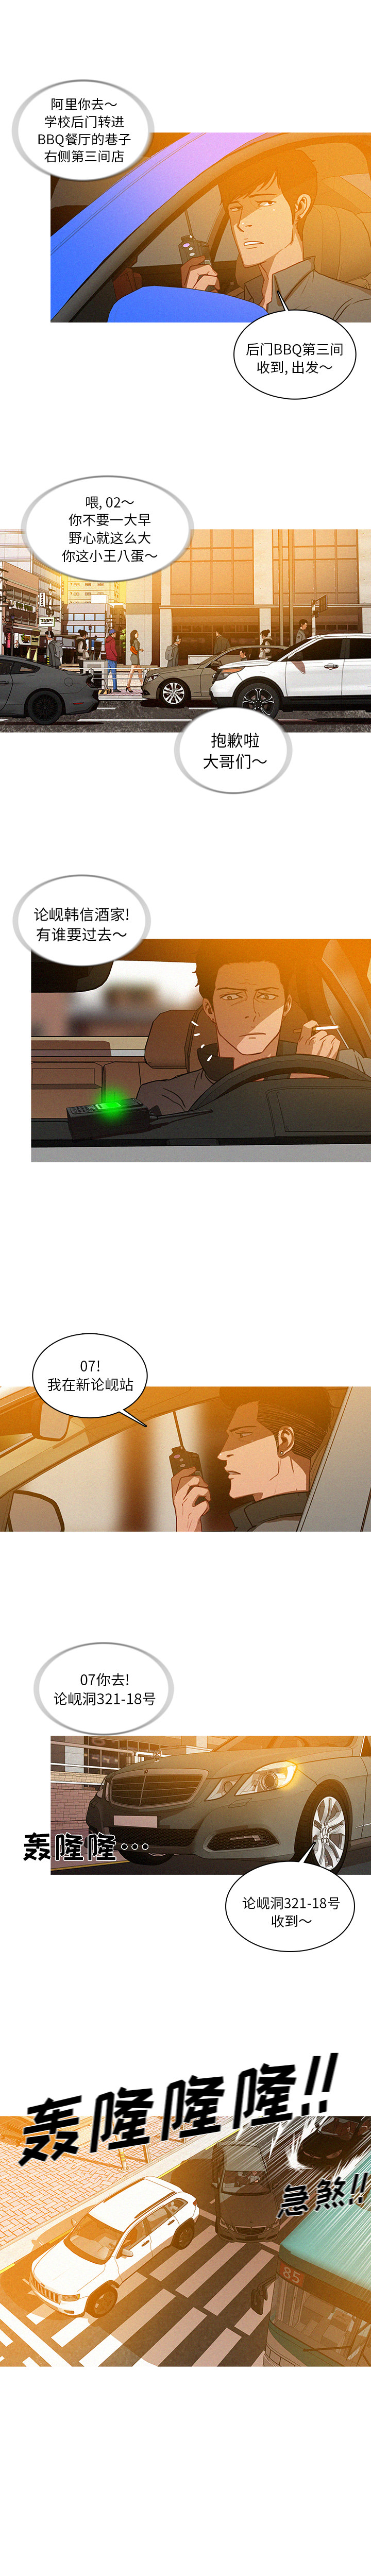 阿里你去～
学校后门转进
BBQ餐厅的巷子
右侧第三间店
后门BBQ第三间
收到, 出发～
喂, 02～
你不要一大早
野心就这么大
你这小王八蛋～
抱歉啦
大哥们～
论岘韩信酒家!
有谁要过去～
07!
我在新论岘站
07你去!
论岘洞321-18号
轰隆隆…
论岘洞321-18号
收到～
轰隆隆隆!!
急煞!!
85